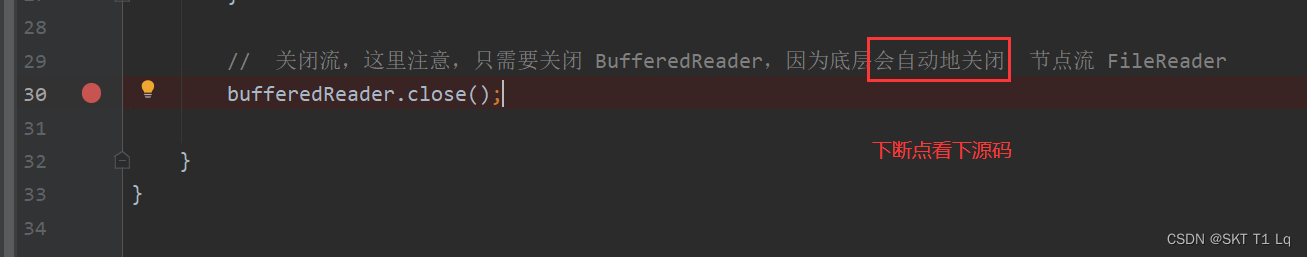 28
29 // 关闭流，这里注意，只需要关闭 BufferedReader，因为底层会自动地关闭 节点流 FileReader
30 bufferedReader.close();
31
下断点看下源码
32 }
33 }
34
CSDN @SKT T1 Lq